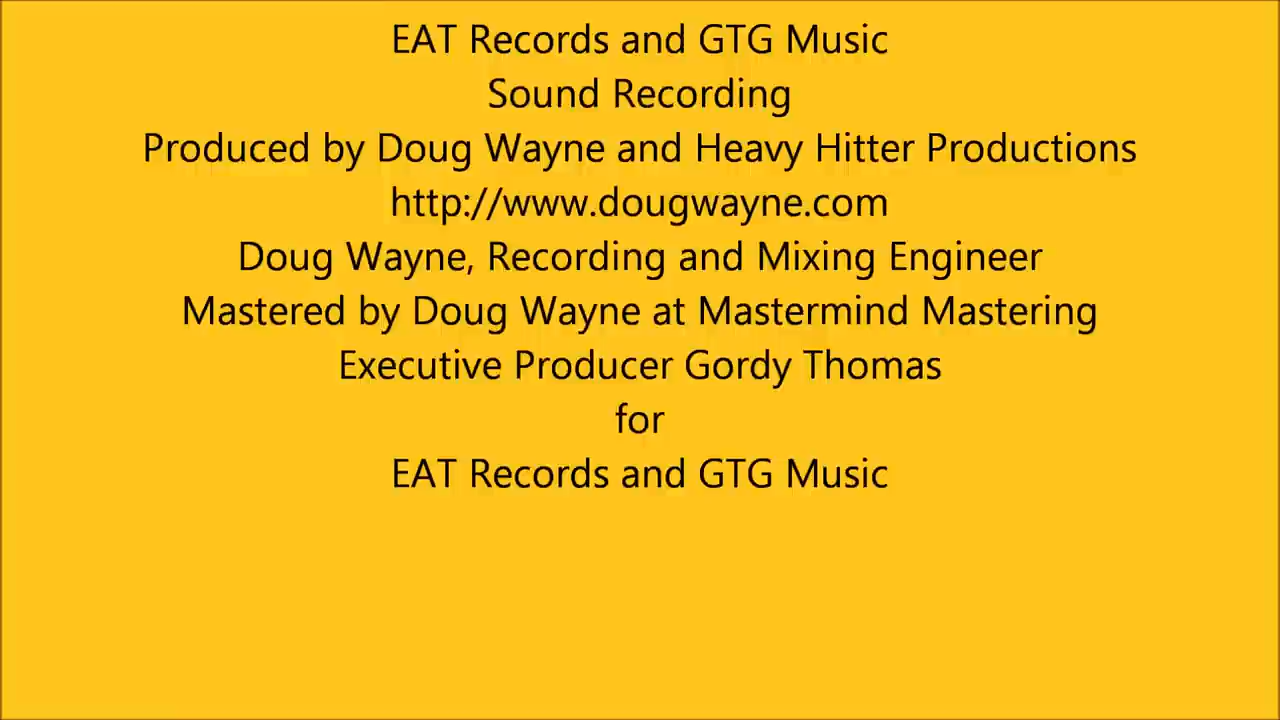 EAT Records and GTG Music
Sound Recording
Produced by Doug Wayne and Heavy Hitter Productions
http://www.dougwayne.com
Doug Wayne, Recording and Mixing Engineer
Mastered by Doug Wayne at Mastermind Mastering
Executive Producer Gordy Thomas
for
EAT Records and GTG Music